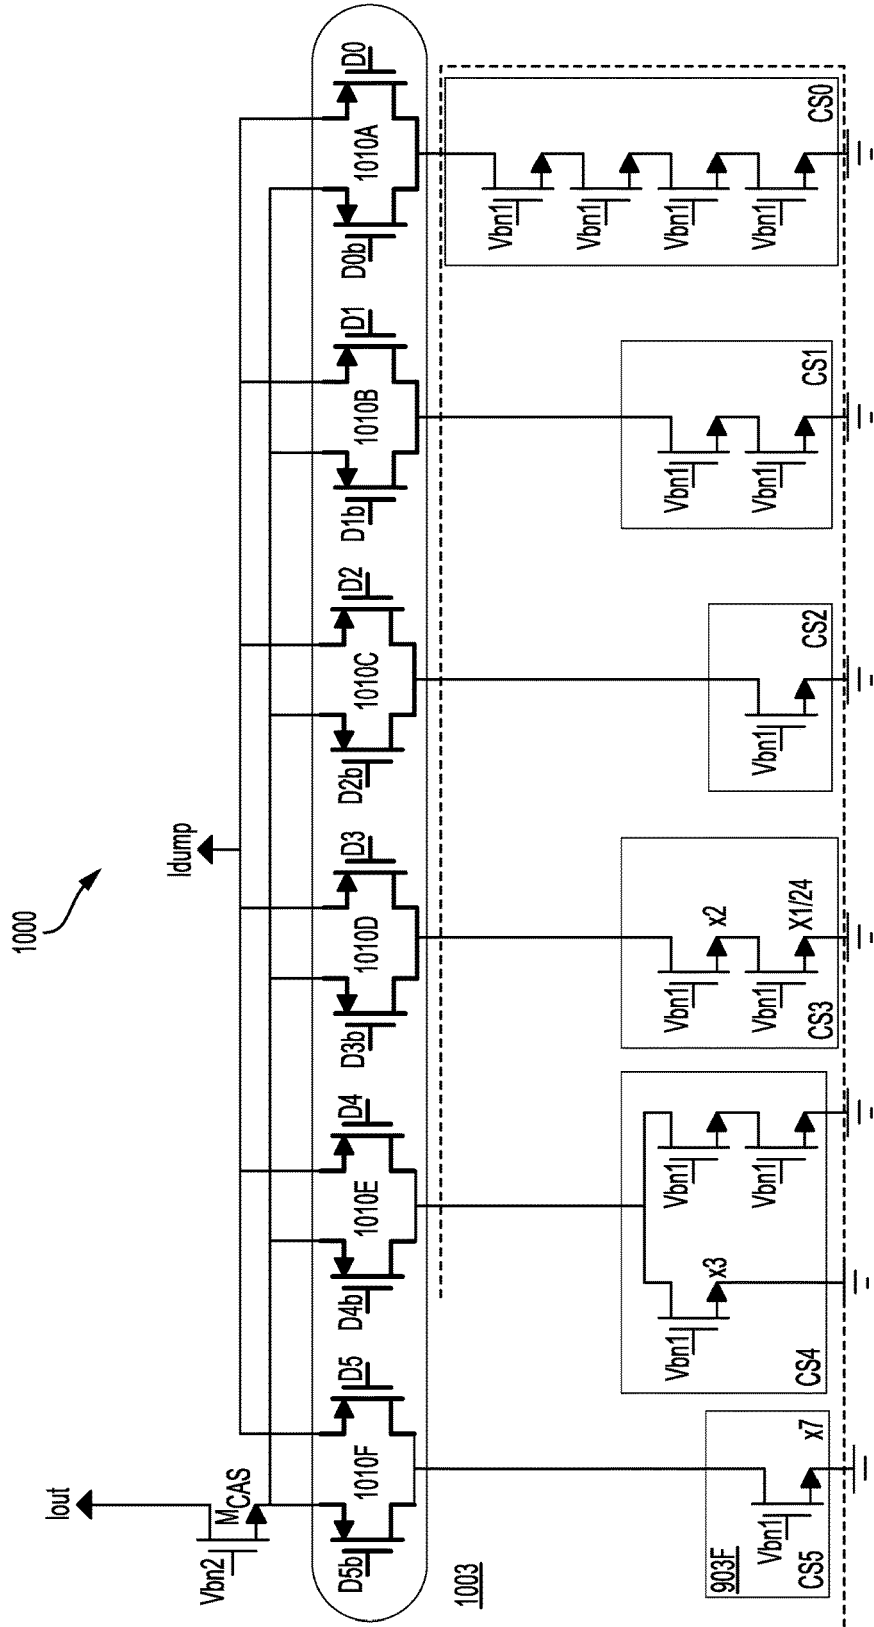 1000
Iout
Idump
Vbn2
MCAS
D5b
1010F
D5
D4b
1010E
D4
D3b
1010D
D3
D2b
1010C
D2
D1b
1010B
D1
D0b
1010A
D0
1003
903F
Vbn1
x7
CS5
Vbn1
x3
Vbn1
Vbn1
CS4
Vbn1
x2
Vbn1
X1/24
CS3
Vbn1
CS2
Vbn1
Vbn1
CS1
Vbn1
Vbn1
Vbn1
Vbn1
CS0